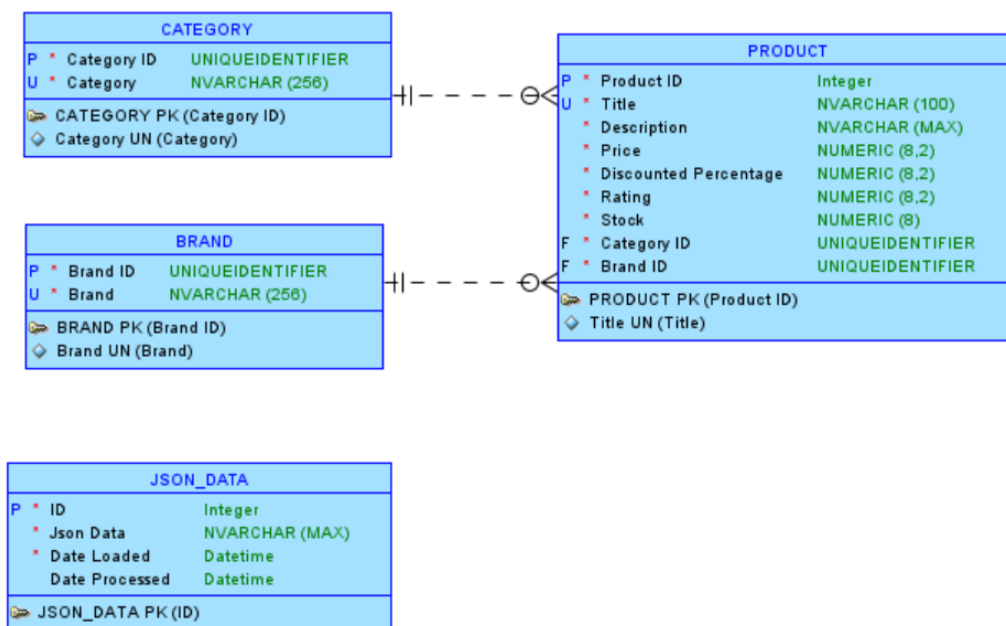 CATEGORY
P * Category ID UNIQUEIDENTIFIER
U * Category NVARCHAR (256)
CATEGORY PK (Category ID)
Category UN (Category)
PRODUCT
P * Product ID Integer
U * Title NVARCHAR (100)
* Description NVARCHAR (MAX)
* Price NUMERIC (8,2)
* Discounted Percentage NUMERIC (8,2)
* Rating NUMERIC (8,2)
* Stock NUMERIC (8)
F * Category ID UNIQUEIDENTIFIER
F * Brand ID UNIQUEIDENTIFIER
PRODUCT PK (Product ID)
Title UN (Title)
BRAND
P * Brand ID UNIQUEIDENTIFIER
U * Brand NVARCHAR (256)
BRAND PK (Brand ID)
Brand UN (Brand)
JSON_DATA
P * ID Integer
* Json Data NVARCHAR (MAX)
* Date Loaded Datetime
Date Processed Datetime
JSON_DATA PK (ID)